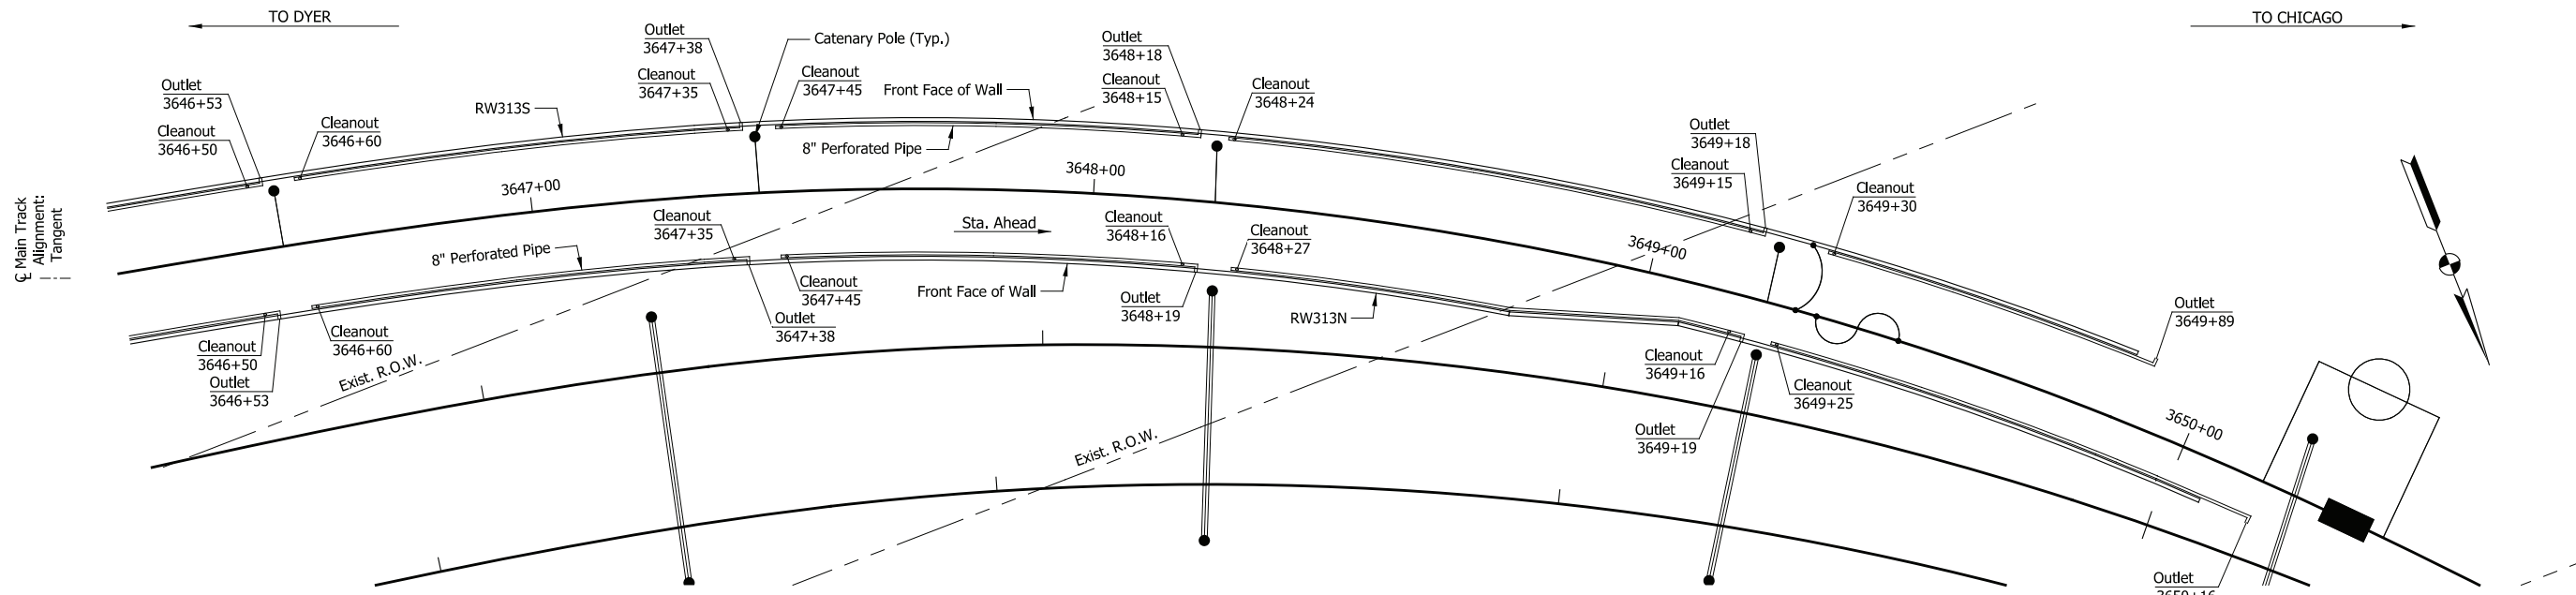 TO DYER
TO CHICAGO
Outlet
3646+53
Cleanout
3646+50
Cleanout
3646+60
RW313S
Outlet
3647+38
Cleanout
3647+35
Catenary Pole (Typ.)
Cleanout
3647+45
Front Face of Wall
8" Perforated Pipe
Outlet
3648+18
Cleanout
3648+15
Cleanout
3648+24
Outlet
3649+18
Cleanout
3649+15
Cleanout
3649+30
℄ Main Track
Alignment:
Tangent
3647+00
3648+00
3649+00
3650+00
Sta. Ahead
8" Perforated Pipe
Cleanout
3647+35
Cleanout
3648+16
Cleanout
3648+27
Cleanout
3646+50
Outlet
3646+53
Cleanout
3646+60
Exist. R.O.W.
Cleanout
3647+45
Outlet
3647+38
Front Face of Wall
Outlet
3648+19
RW313N
Exist. R.O.W.
Cleanout
3649+16
Outlet
3649+19
Cleanout
3649+25
Outlet
3649+89
Outlet
3650+16